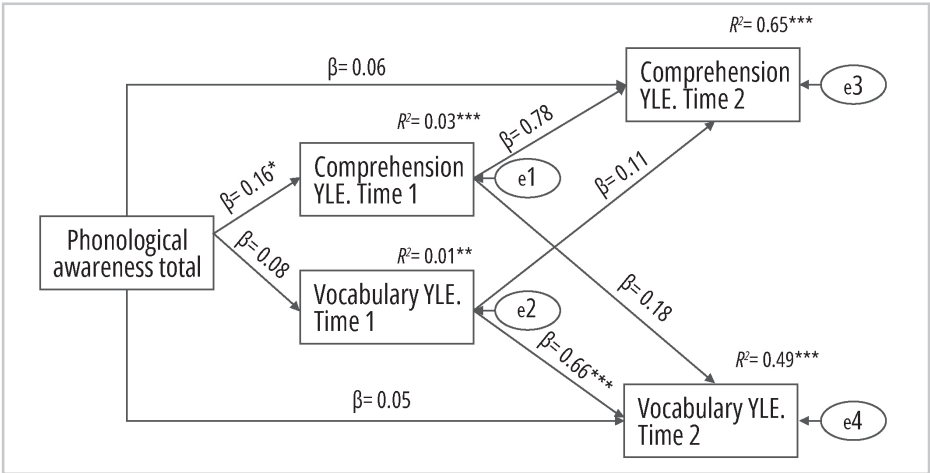 R²= 0.65***
β= 0.06
Comprehension
YLE. Time 2
e3
R²= 0.03***
β= 0.78
β= 0.16*
Comprehension
YLE. Time 1
e1
β= 0.11
Phonological
awareness total
β= 0.08
R²= 0.01**
Vocabulary YLE.
Time 1
e2
β= 0.18
β= 0.66***
R²= 0.49***
β= 0.05
Vocabulary YLE.
Time 2
e4